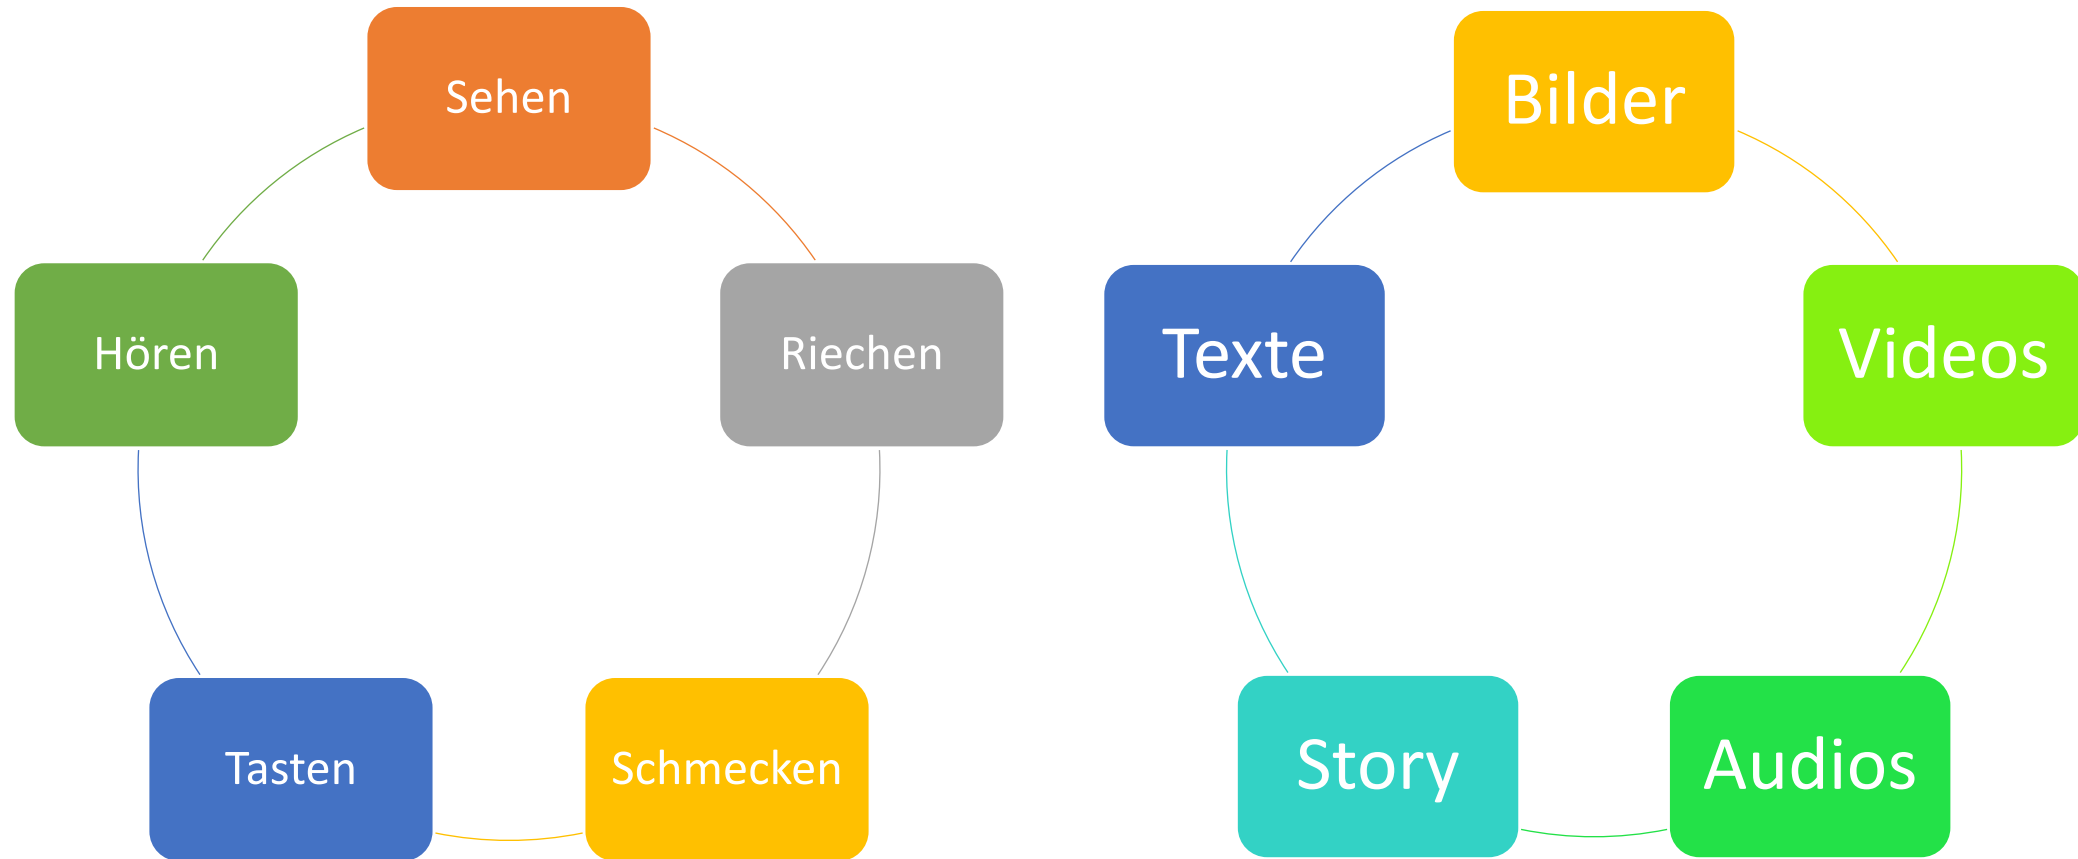 Sehen
Riechen
Schmecken
Tasten
Hören
Bilder
Videos
Audios
Story
Texte